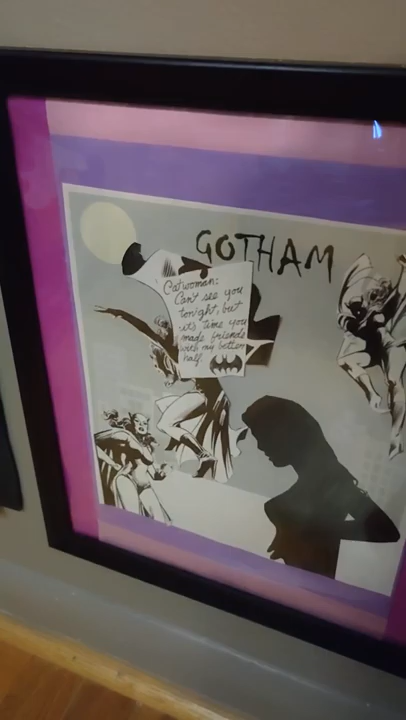 GOTHAM
Catwoman:
Can't see you
tonight, but
it's time you
made friends
with my better
half.